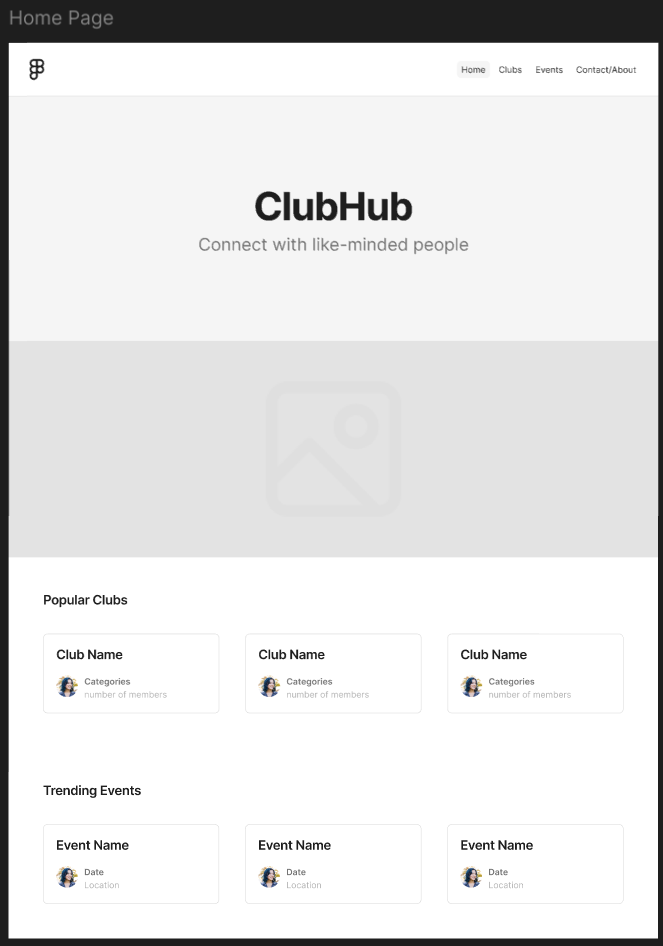 Home Page
Home Clubs Events Contact/About
ClubHub
Connect with like-minded people
Popular Clubs
Club Name
Categories
number of members
Club Name
Categories
number of members
Club Name
Categories
number of members
Trending Events
Event Name
Date
Location
Event Name
Date
Location
Event Name
Date
Location